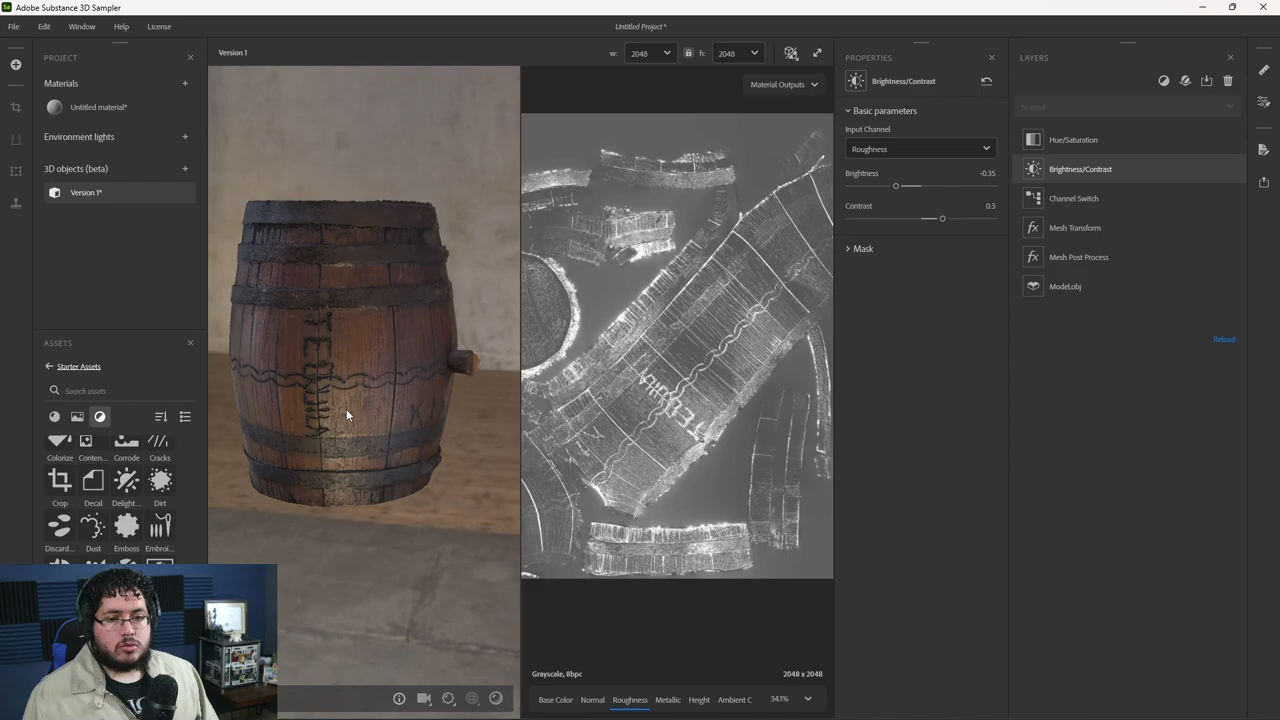 Sa Adobe Substance 3D Sampler
File Edit Window Help License
Untitled Project *
PROJECT
Materials
Untitled material*
Environment lights
3D objects (beta)
Version 1*
ASSETS
Starter Assets
Search assets
Colorize Conten... Corrode Cracks
Crop Decal Delight... Dirt
Discard... Dust Emboss Embroi...
Version 1
w: 2048 h: 2048
Material Outputs
Grayscale, 8bpc
2048 x 2048
Base Color Normal Roughness Metallic Height Ambient C 34.1%
PROPERTIES
Brightness/Contrast
Basic parameters
Input Channel
Roughness
Brightness -0.35
Contrast 0.3
Mask
LAYERS
Normal
Hue/Saturation
Brightness/Contrast
Channel Switch
fx Mesh Transform
fx Mesh Post Process
Model.obj
Reload